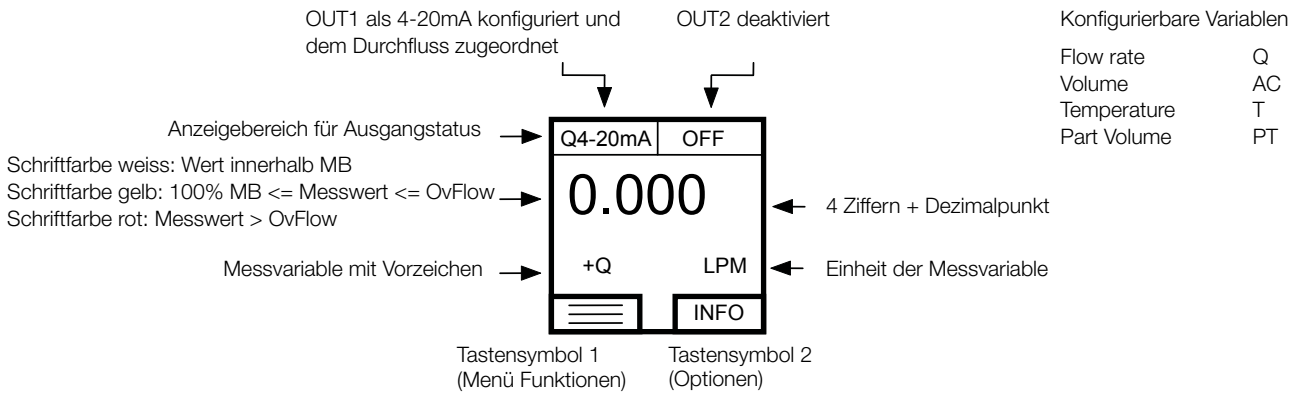 OUT1 als 4-20mA konfiguriert und
dem Durchfluss zugeordnet
OUT2 deaktiviert
Konfigurierbare Variablen
Flow rate Q
Volume AC
Temperature T
Part Volume PT
Anzeigebereich für Ausgangstatus
Q4-20mA OFF
Schriftfarbe weiss: Wert innerhalb MB
Schriftfarbe gelb: 100% MB <= Messwert <= OvFlow
Schriftfarbe rot: Messwert > OvFlow
0.000
4 Ziffern + Dezimalpunkt
Messvariable mit Vorzeichen
+Q LPM
Einheit der Messvariable
INFO
Tastensymbol 1
(Menü Funktionen)
Tastensymbol 2
(Optionen)